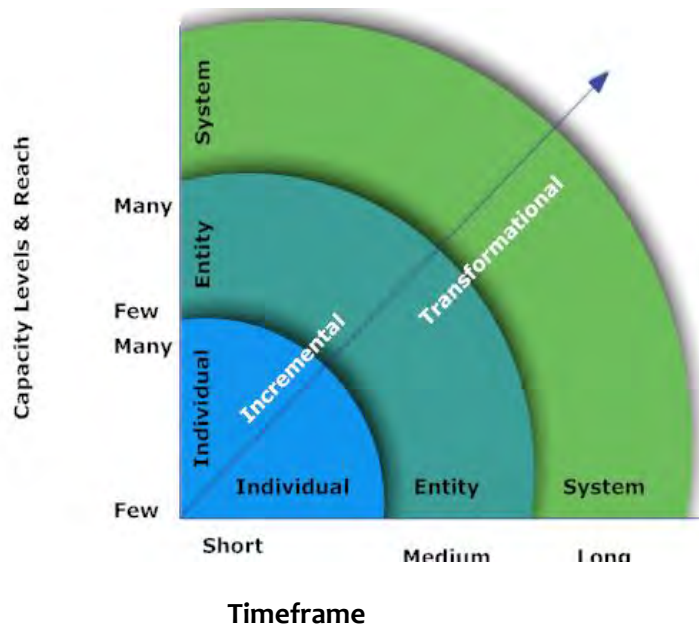 System
Capacity Levels & Reach
Many
Entity
Transformational
Few
Many
Incremental
Individual
Individual
Entity
System
Few
Short
Medium
Long
Timeframe